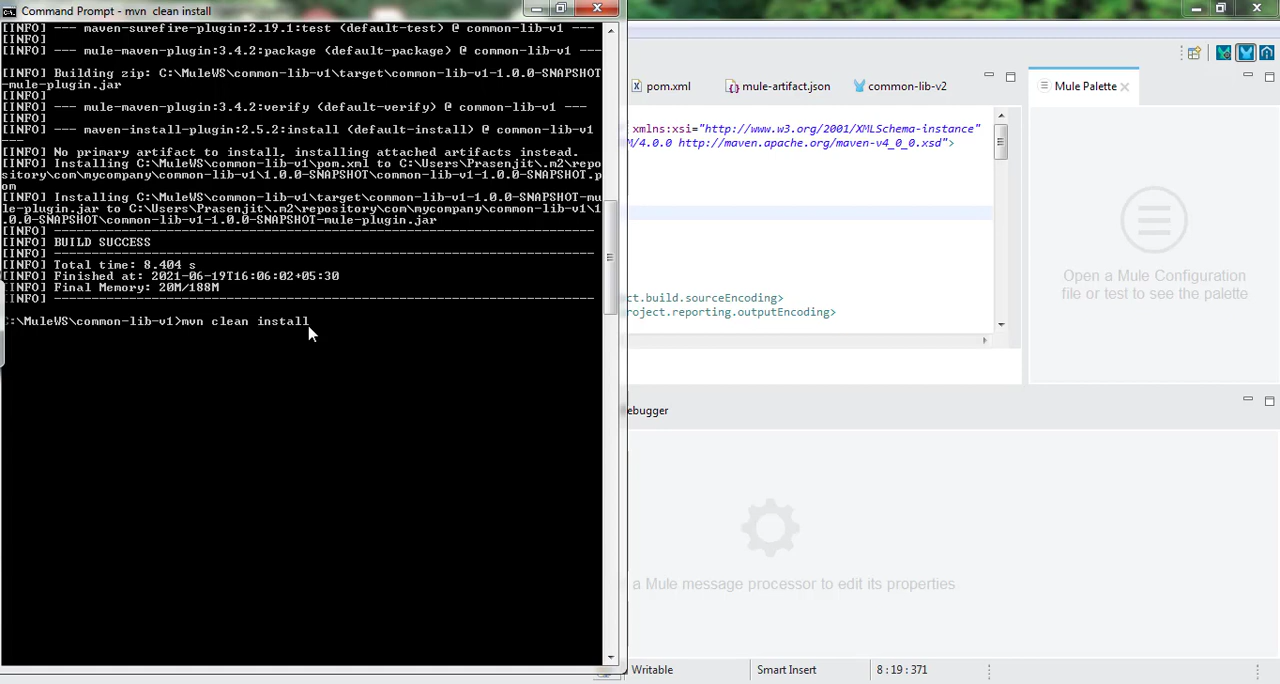 Command Prompt - mvn  clean install
[INFO] --- maven-surefire-plugin:2.19.1:test (default-test) @ common-lib-v1 ---
[INFO]
[INFO] --- mule-maven-plugin:3.4.2:package (default-package) @ common-lib-v1 ---
[INFO]
[INFO] Building zip: C:\MuleWS\common-lib-v1\target\common-lib-v1-1.0.0-SNAPSHOT
-mule-plugin.jar
[INFO]
[INFO] --- mule-maven-plugin:3.4.2:verify (default-verify) @ common-lib-v1 ---
[INFO]
[INFO] --- maven-install-plugin:2.5.2:install (default-install) @ common-lib-v1
---
[INFO] No primary artifact to install, installing attached artifacts instead.
[INFO] Installing C:\MuleWS\common-lib-v1\pom.xml to C:\Users\Prasenjit\.m2\repo
sitory\com\mycompany\common-lib-v1\1.0.0-SNAPSHOT\common-lib-v1-1.0.0-SNAPSHOT.p
om
[INFO] Installing C:\MuleWS\common-lib-v1\target\common-lib-v1-1.0.0-SNAPSHOT-mu
le-plugin.jar to C:\Users\Prasenjit\.m2\repository\com\mycompany\common-lib-v1\1
.0.0-SNAPSHOT\common-lib-v1-1.0.0-SNAPSHOT-mule-plugin.jar
[INFO] ------------------------------------------------------------------------
[INFO] BUILD SUCCESS
[INFO] ------------------------------------------------------------------------
[INFO] Total time: 8.404 s
[INFO] Finished at: 2021-06-19T16:06:02+05:30
[INFO] Final Memory: 20M/188M
[INFO] ------------------------------------------------------------------------
C:\MuleWS\common-lib-v1>mvn clean install
pom.xml
mule-artifact.json
common-lib-v2
Mule Palette
xmlns:xsi="http://www.w3.org/2001/XMLSchema-instance"
M/4.0.0 http://maven.apache.org/maven-v4_0_0.xsd">
ct.build.sourceEncoding>
roject.reporting.outputEncoding>
Open a Mule Configuration
file or test to see the palette
ebugger
a Mule message processor to edit its properties
Writable
Smart Insert
8 : 19 : 371